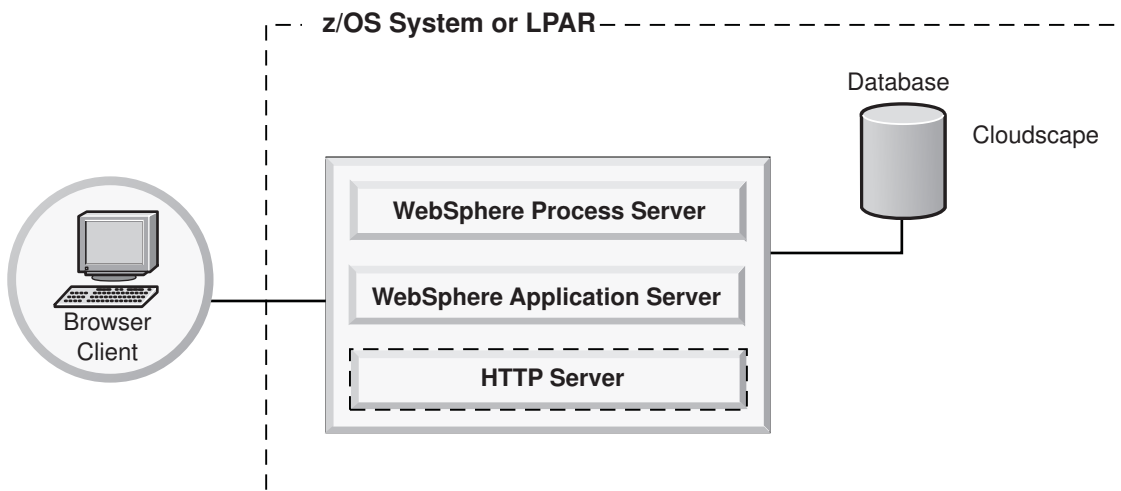 z/OS System or LPAR
Database
Cloudscape
WebSphere Process Server
WebSphere Application Server
HTTP Server
Browser
Client